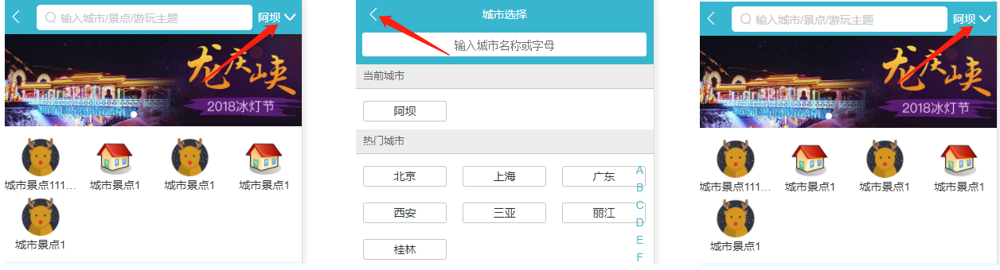 输入城市/景点/游玩主题
阿坝
龙庆峡
2018冰灯节
城市景点111...
城市景点1
城市景点1
城市景点1
城市景点1
城市选择
输入城市名称或字母
当前城市
阿坝
热门城市
北京
上海
广东
西安
三亚
丽江
桂林
A
B
C
D
E
F
输入城市/景点/游玩主题
阿坝
龙庆峡
2018冰灯节
城市景点111...
城市景点1
城市景点1
城市景点1
城市景点1